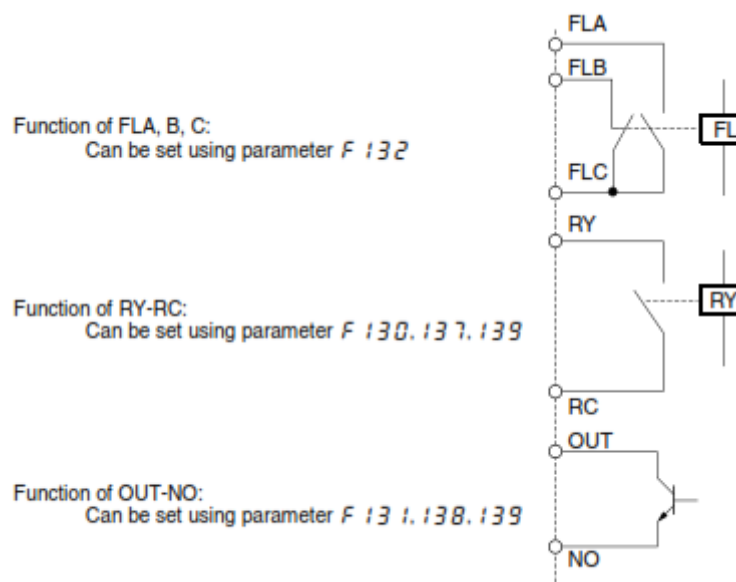 FLA
FLB
Function of FLA, B, C:
Can be set using parameter F 132
FL
FLC
RY
Function of RY-RC:
Can be set using parameter F 130.137.139
RY
RC
OUT
Function of OUT-NO:
Can be set using parameter F 131.138.139
NO